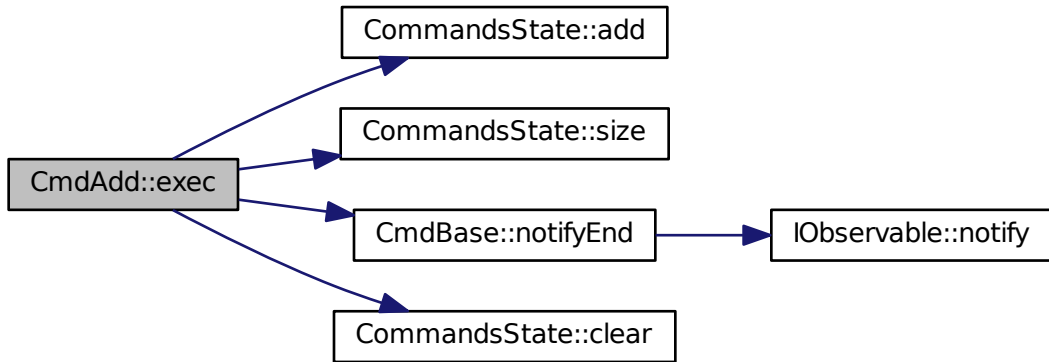 CommandsState::add
CommandsState::size
CmdAdd::exec
CmdBase::notifyEnd
IObservable::notify
CommandsState::clear